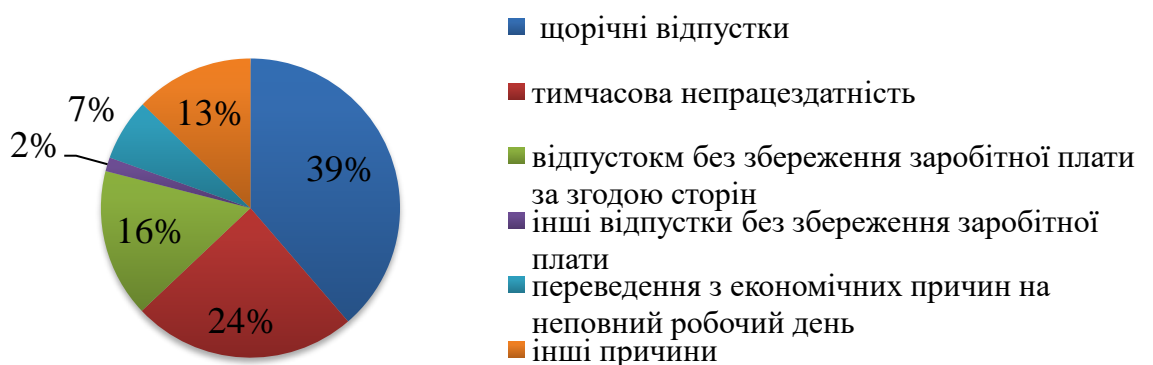 щорічні відпустки
тимчасова непрацездатність
відпустокм без збереження заробітної плати
за згодою сторін
інші відпустки без збереження заробітної
плати
переведення з економічних причин на
неповний робочий день
інші причини
39%
24%
16%
2%
7%
13%